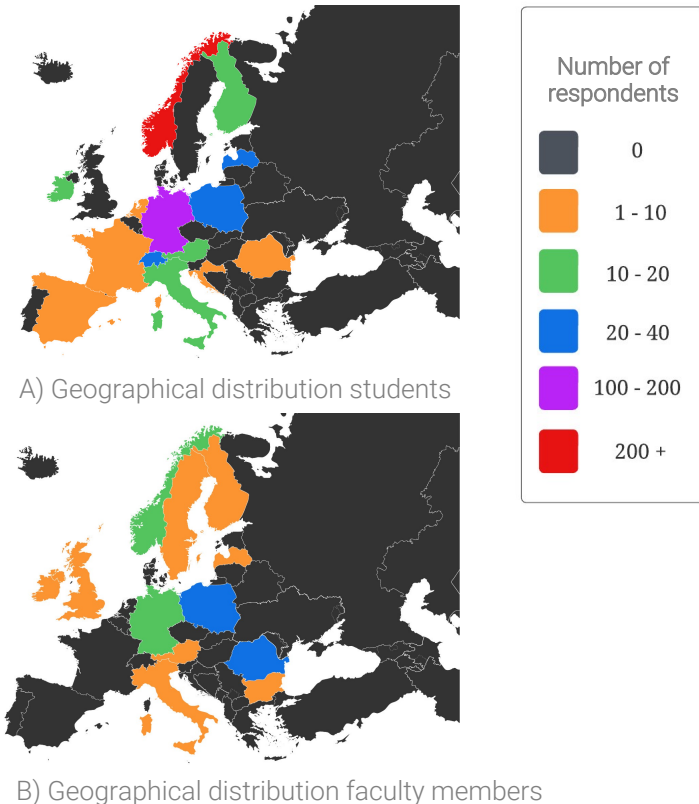 Number of
respondents
0
1 - 10
10 - 20
20 - 40
100 - 200
200 +
A) Geographical distribution students
B) Geographical distribution faculty members